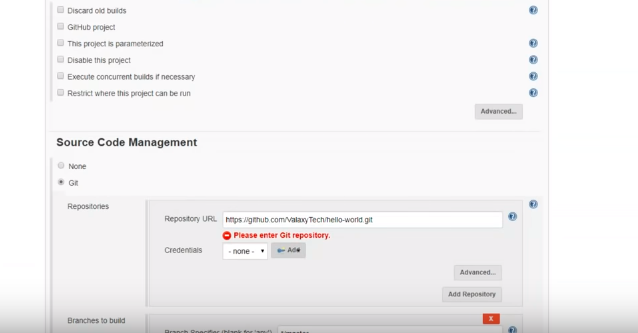 Discard old builds
GitHub project
This project is parameterized
Disable this project
Execute concurrent builds if necessary
Restrict where this project can be run
Advanced...
Source Code Management
None
Git
Repositories
Repository URL https://github.com/ValaxyTech/hello-world.git
Please enter Git repository.
Credentials - none - Add
Advanced...
Add Repository
X
Branches to build
Branch Specifier (blank for 'any') */master